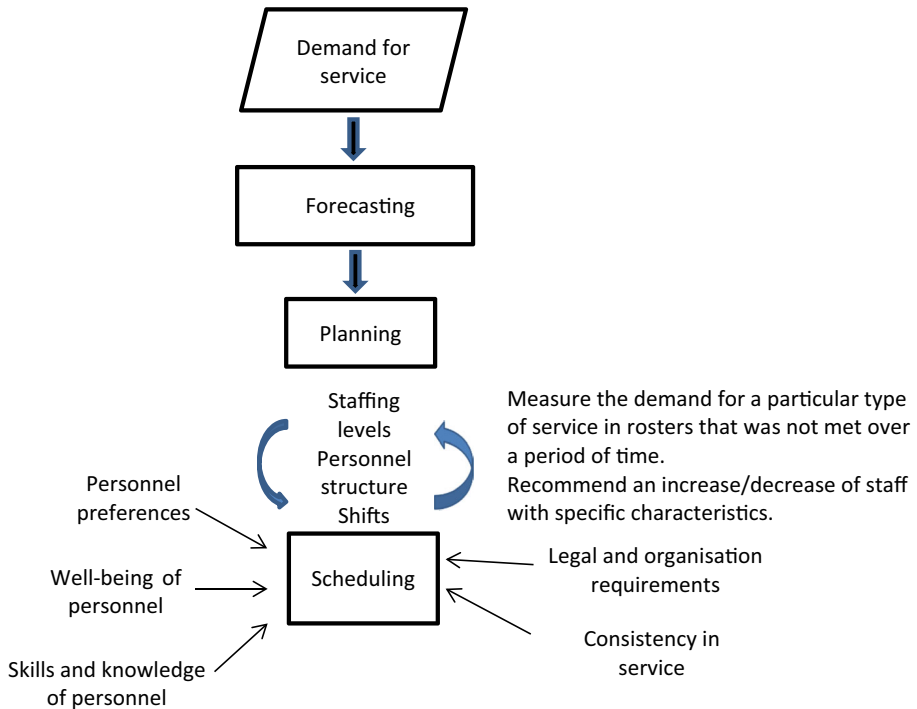 Demand for
service
Forecasting
Planning
Staffing
levels
Personnel
structure
Shifts
Measure the demand for a particular type
of service in rosters that was not met over
a period of time.
Recommend an increase/decrease of staff
with specific characteristics.
Personnel
preferences
Well-being of
personnel
Skills and knowledge
of personnel
Scheduling
Legal and organisation
requirements
Consistency in
service